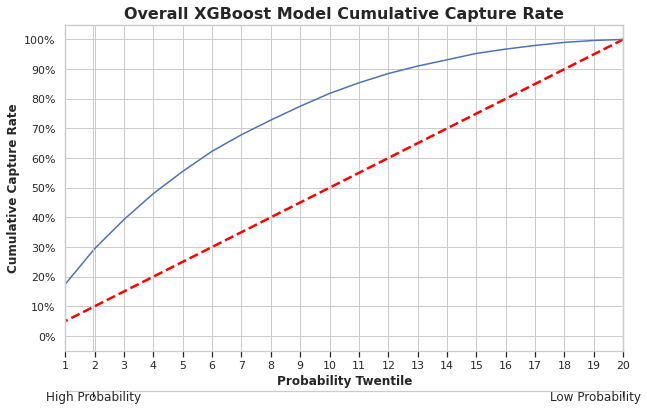 Overall XGBoost Model Cumulative Capture Rate
100%
90%
80%
70%
60%
50%
40%
30%
20%
10%
0%
Cumulative Capture Rate
1 2 3 4 5 6 7 8 9 10 11 12 13 14 15 16 17 18 19 20
Probability Twentile
High Probability Low Probability